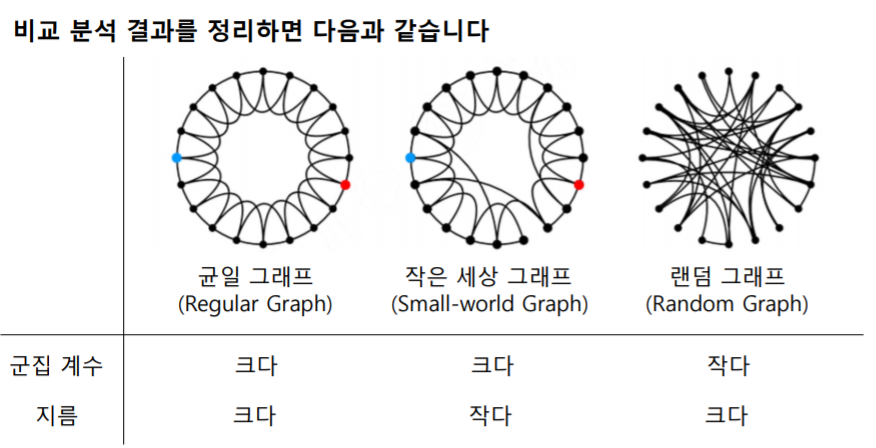 비교 분석 결과를 정리하면 다음과 같습니다
균일 그래프
(Regular Graph)
작은 세상 그래프
(Small-world Graph)
랜덤 그래프
(Random Graph)
군집 계수 크다 크다 작다
지름 크다 작다 크다